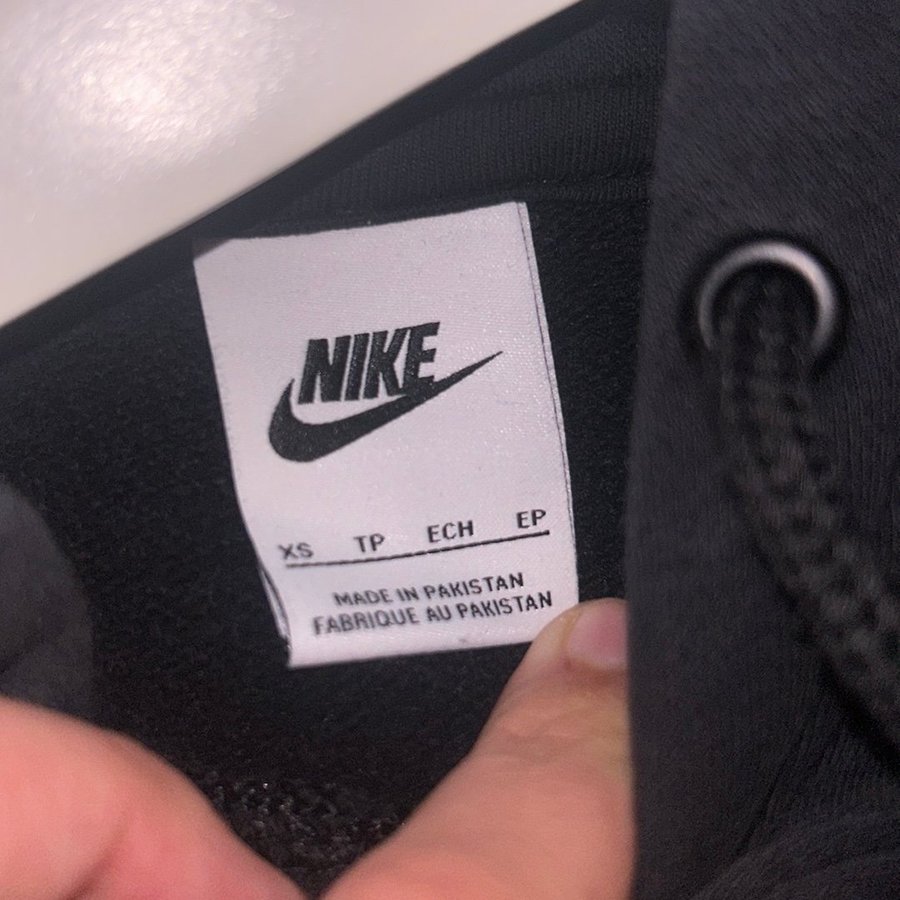 NIKE
XS TP ECH EP
MADE IN PAKISTAN
FABRIQUE AU PAKISTAN